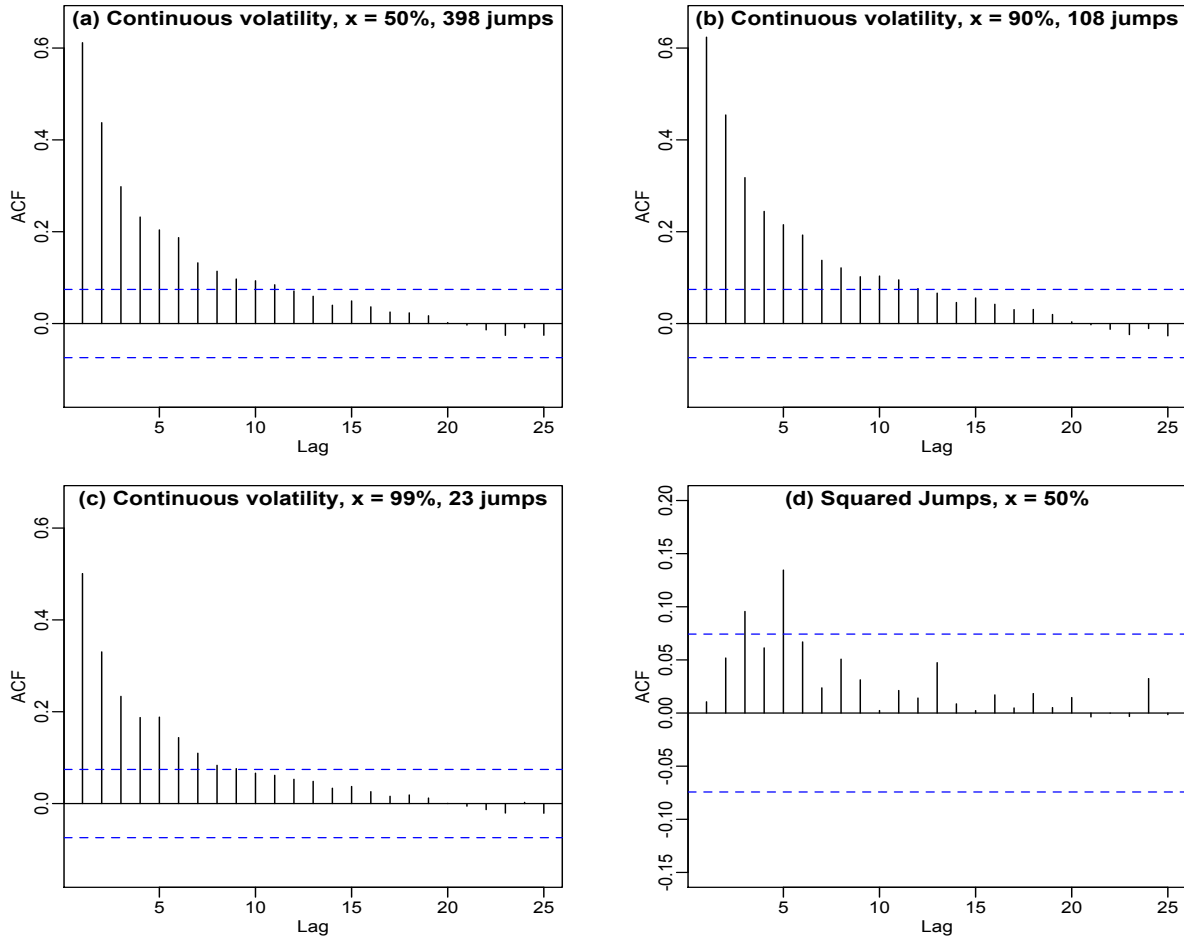 (a) Continuous volatility, x = 50%, 398 jumps
ACF
0.0 0.2 0.4 0.6
5 10 15 20 25
Lag
(b) Continuous volatility, x = 90%, 108 jumps
ACF
0.0 0.2 0.4 0.6
5 10 15 20 25
Lag
(c) Continuous volatility, x = 99%, 23 jumps
ACF
0.0 0.2 0.4 0.6
5 10 15 20 25
Lag
(d) Squared Jumps, x = 50%
ACF
-0.15 -0.10 -0.05 0.00 0.05 0.10 0.15 0.20
5 10 15 20 25
Lag